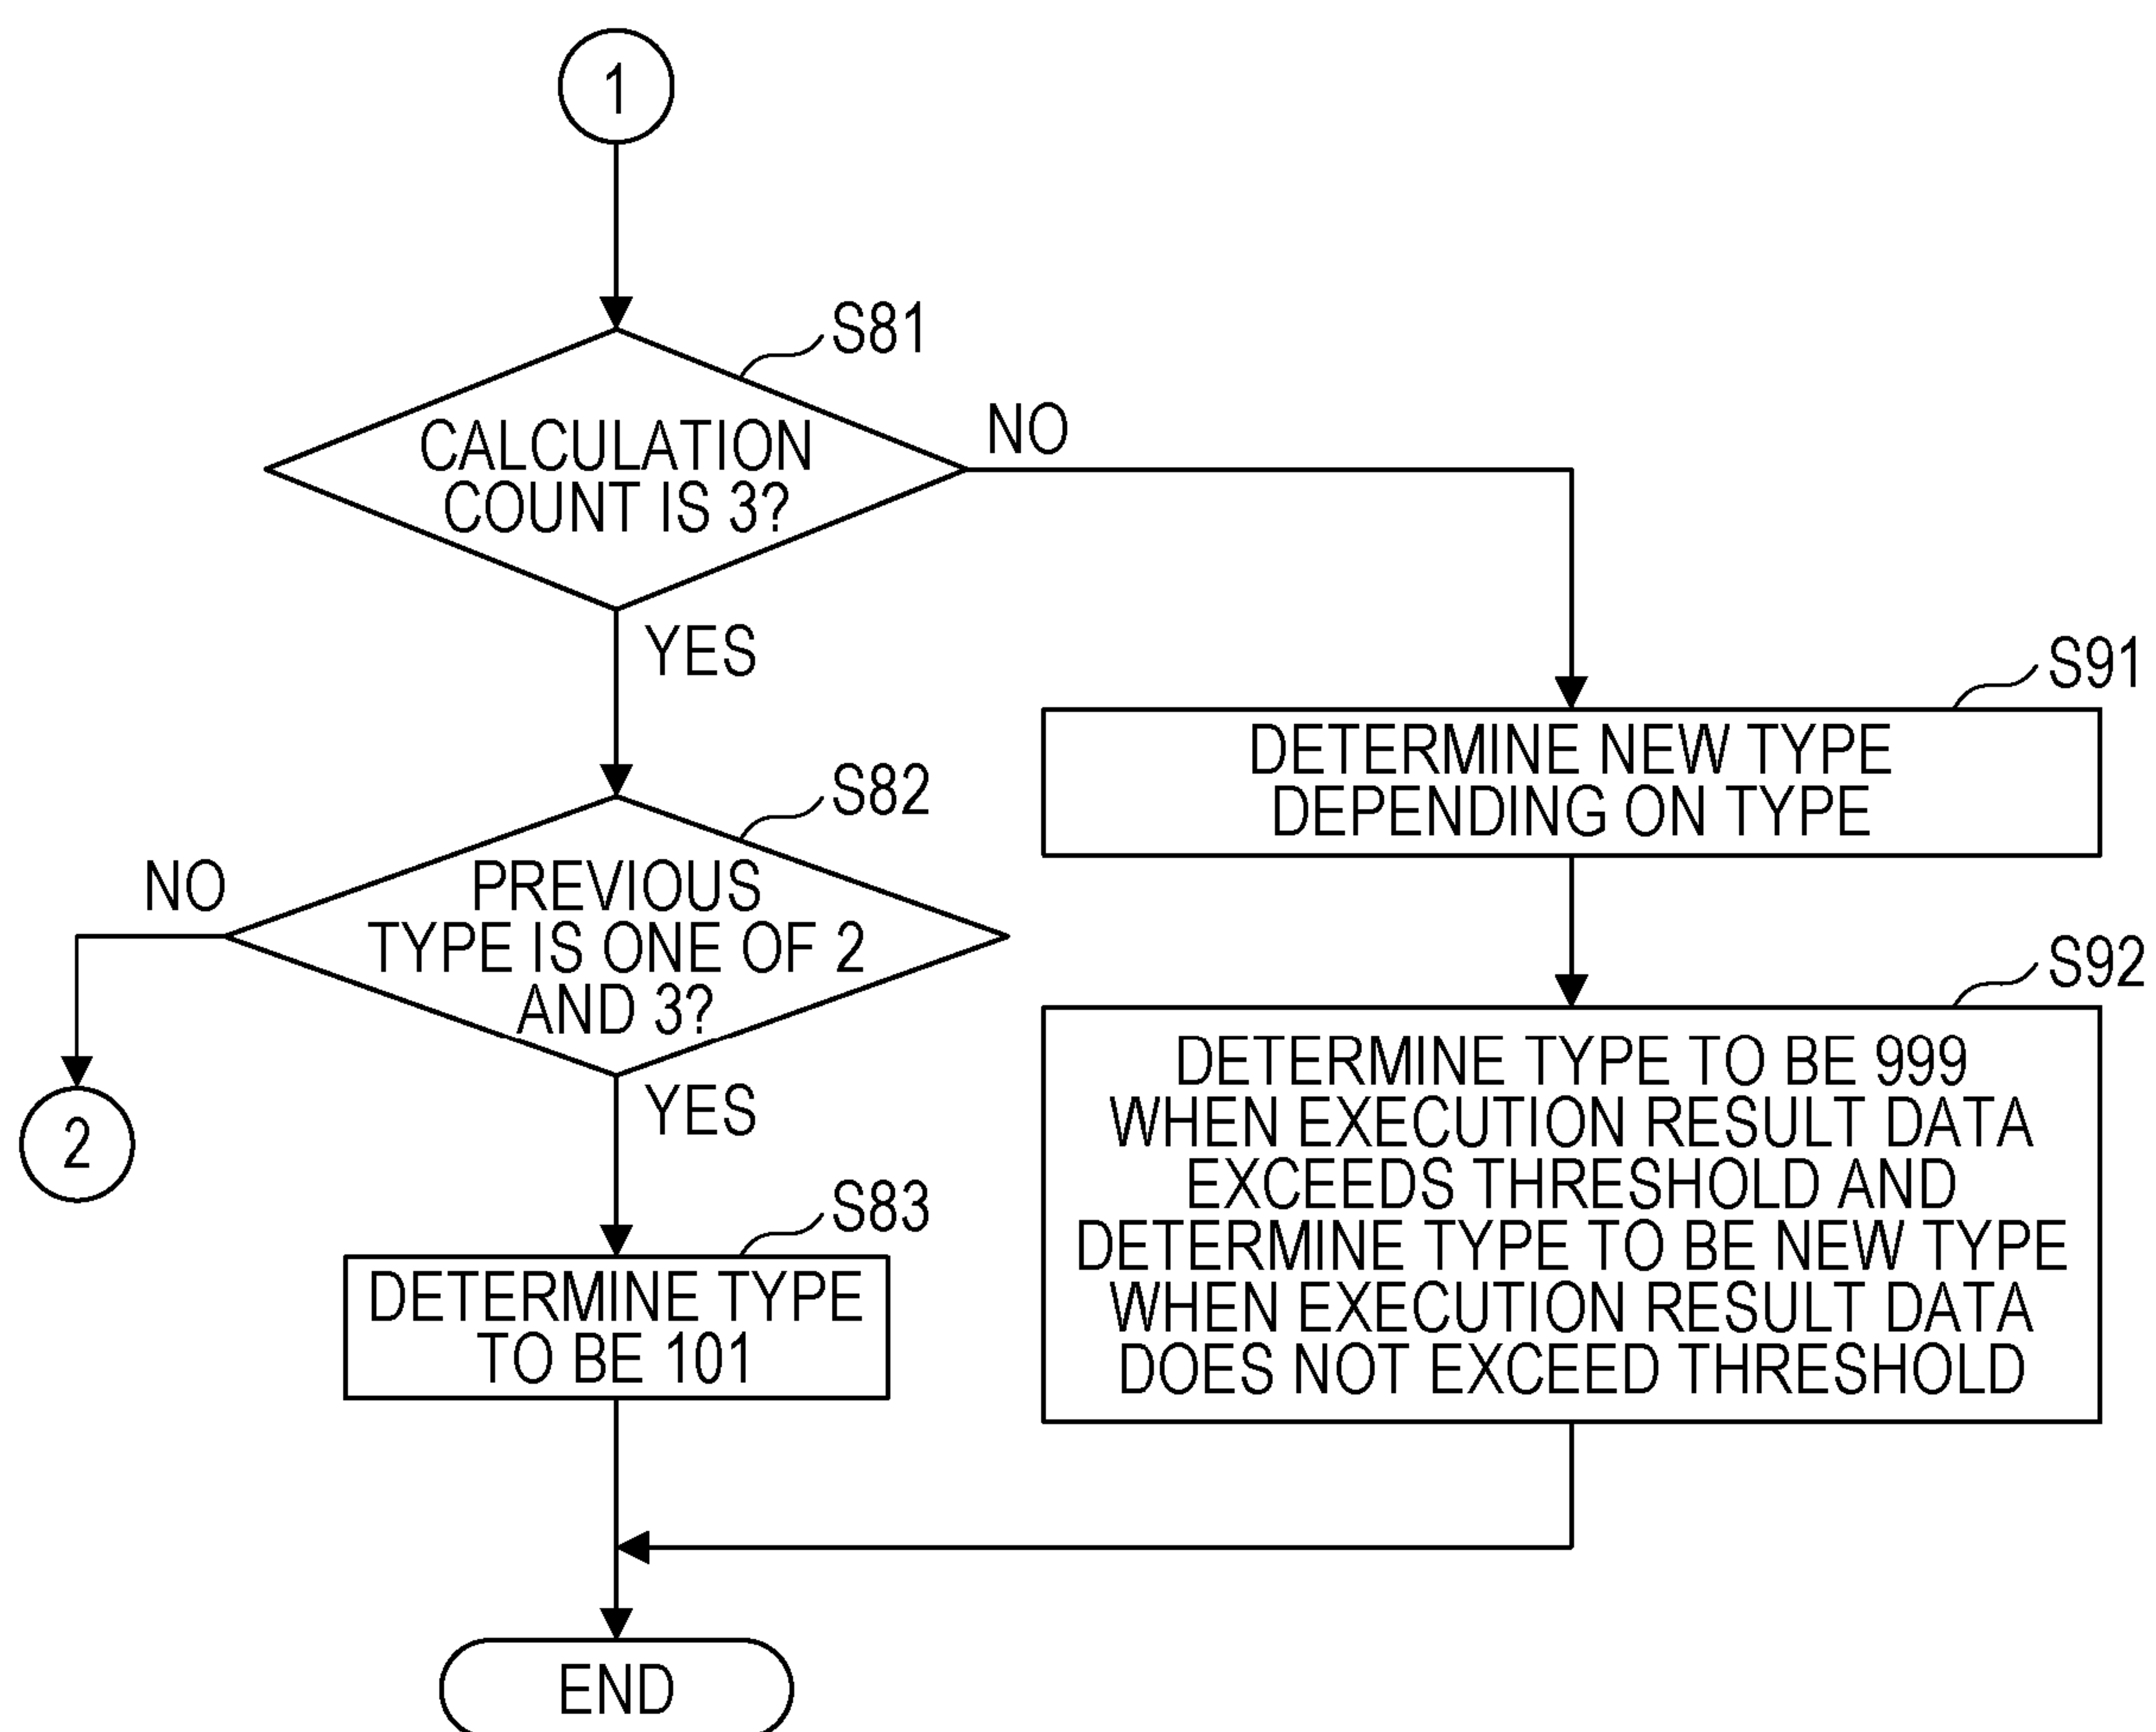 1
S81
CALCULATION
COUNT IS 3?
NO
YES
S82
PREVIOUS
TYPE IS ONE OF 2
AND 3?
NO
2
YES
S83
DETERMINE TYPE
TO BE 101
S91
DETERMINE NEW TYPE
DEPENDING ON TYPE
S92
DETERMINE TYPE TO BE 999
WHEN EXECUTION RESULT DATA
EXCEEDS THRESHOLD AND
DETERMINE TYPE TO BE NEW TYPE
WHEN EXECUTION RESULT DATA
DOES NOT EXCEED THRESHOLD
END